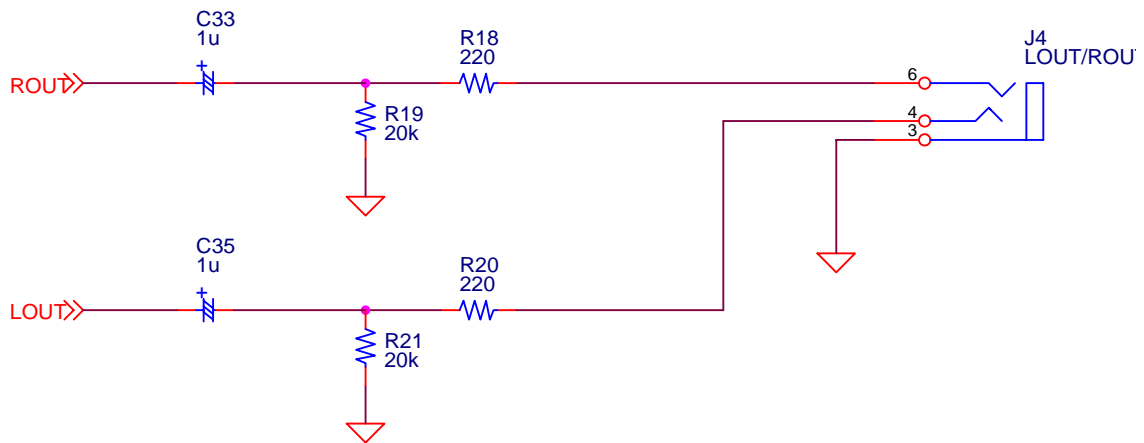 C33
1u
+
ROUT
R18
220
R19
20k
J4
LOUT/ROUT
6
4
3
C35
1u
+
LOUT
R20
220
R21
20k